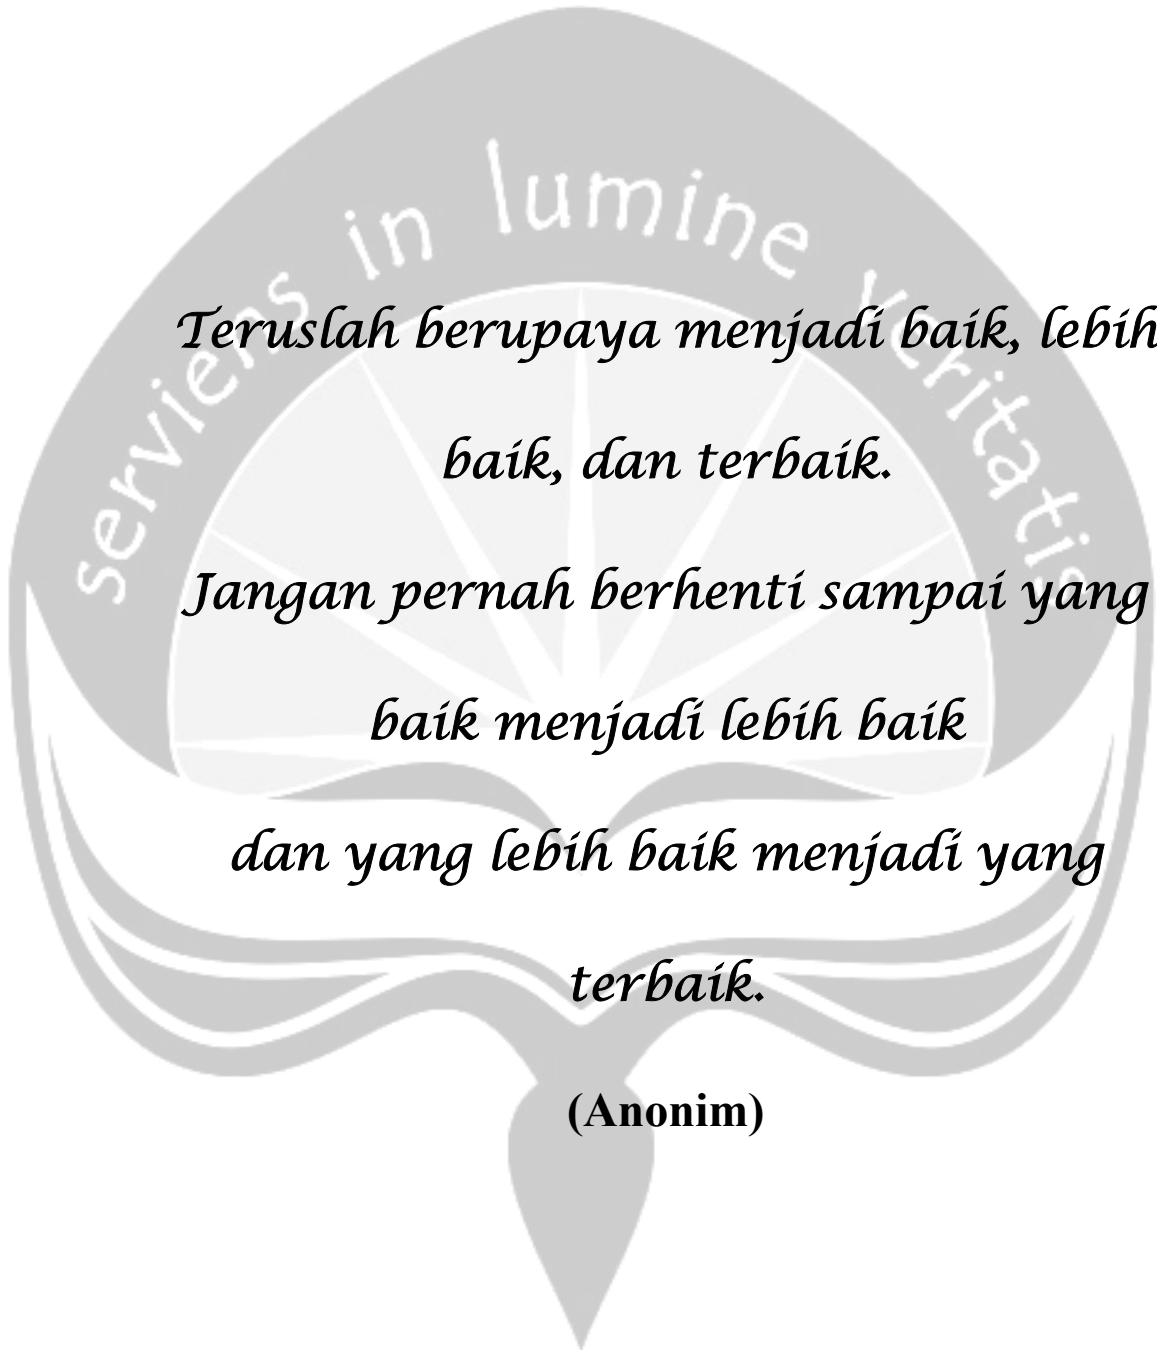 serviens in lumine veritatis
Teruslah berupaya menjadi baik, lebih
baik, dan terbaik.
Jangan pernah berhenti sampai yang
baik menjadi lebih baik
dan yang lebih baik menjadi yang
terbaik.
(Anonim)